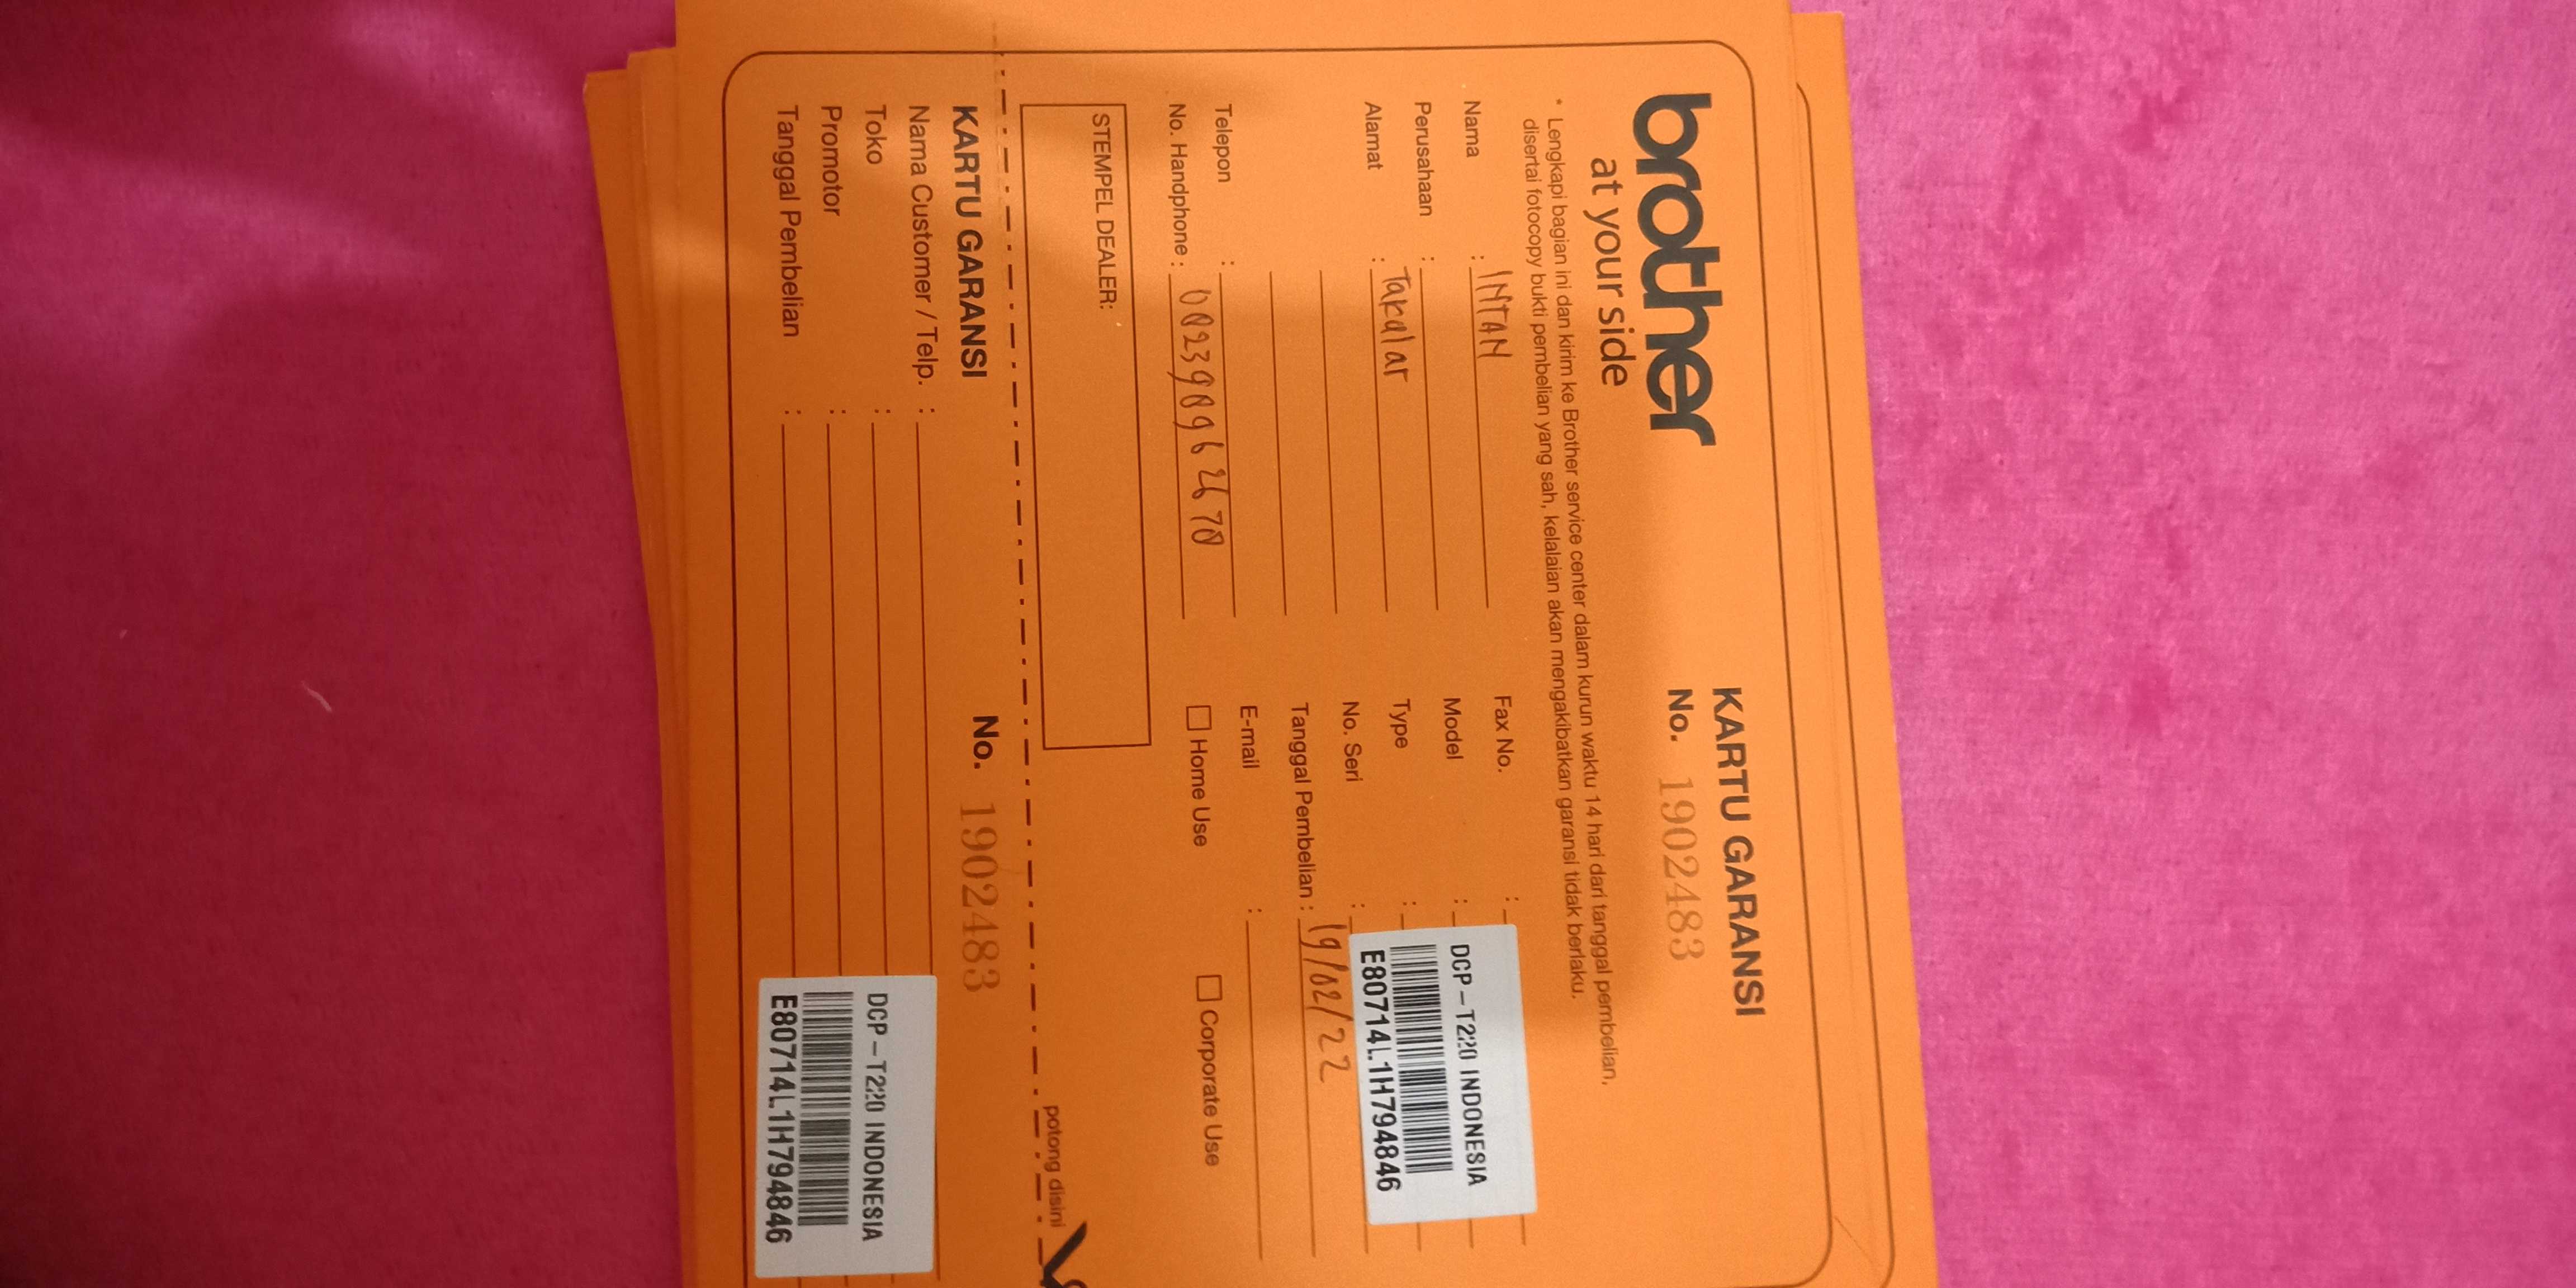 brother
at your side
KARTU GARANSI
No. 1902483
* Lengkapi bagian ini dan kirim ke Brother service center dalam kurun waktu 14 hari dari tanggal pembelian,
disertai fotocopy bukti pembelian yang sah, kelalaian akan mengakibatkan garansi tidak berlaku.
Nama : INTAN
Perusahaan :
Alamat : Takalar
Telepon :
No. Handphone : 082398962678
Fax No. :
Model :
Type :
No. Seri :
DCP-T220 INDONESIA
E80714L1H794846
Tanggal Pembelian : 19/02/22
E-mail :
Home Use
Corporate Use
STEMPEL DEALER:
potong disini
KARTU GARANSI
No. 1902483
Nama Customer / Telp. :
Toko :
Promotor :
Tanggal Pembelian :
DCP-T220 INDONESIA
E80714L1H794846